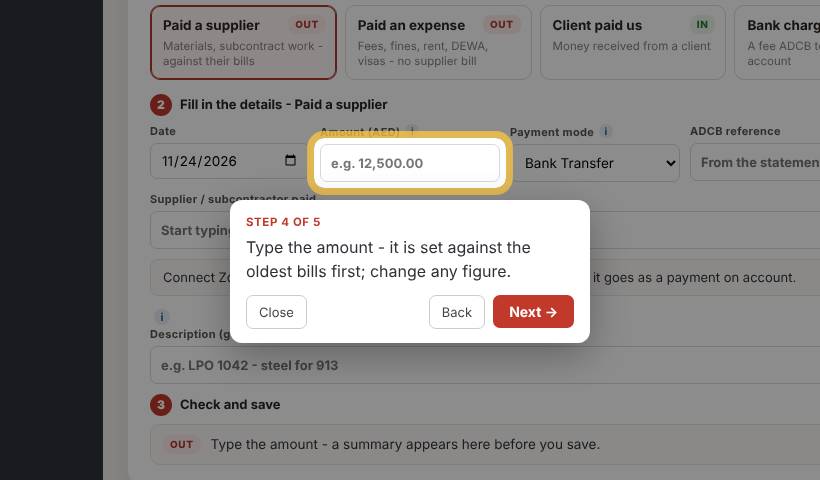 Paid a supplier OUT
Materials, subcontract work -
against their bills
Paid an expense OUT
Fees, fines, rent, DEWA,
visas - no supplier bill
Client paid us IN
Money received from a client
Bank charg
A fee ADCB t
account
2 Fill in the details - Paid a supplier
Date
Amount (AED) i
Payment mode i
ADCB reference
11/24/2026
e.g. 12,500.00
Bank Transfer
From the statemen
Supplier / subcontractor paid
Start typing
STEP 4 OF 5
Type the amount - it is set against the
oldest bills first; change any figure.
Close
Back
Next →
Connect Zo
it goes as a payment on account.
i
Description (g
e.g. LPO 1042 - steel for 913
3 Check and save
OUT Type the amount - a summary appears here before you save.